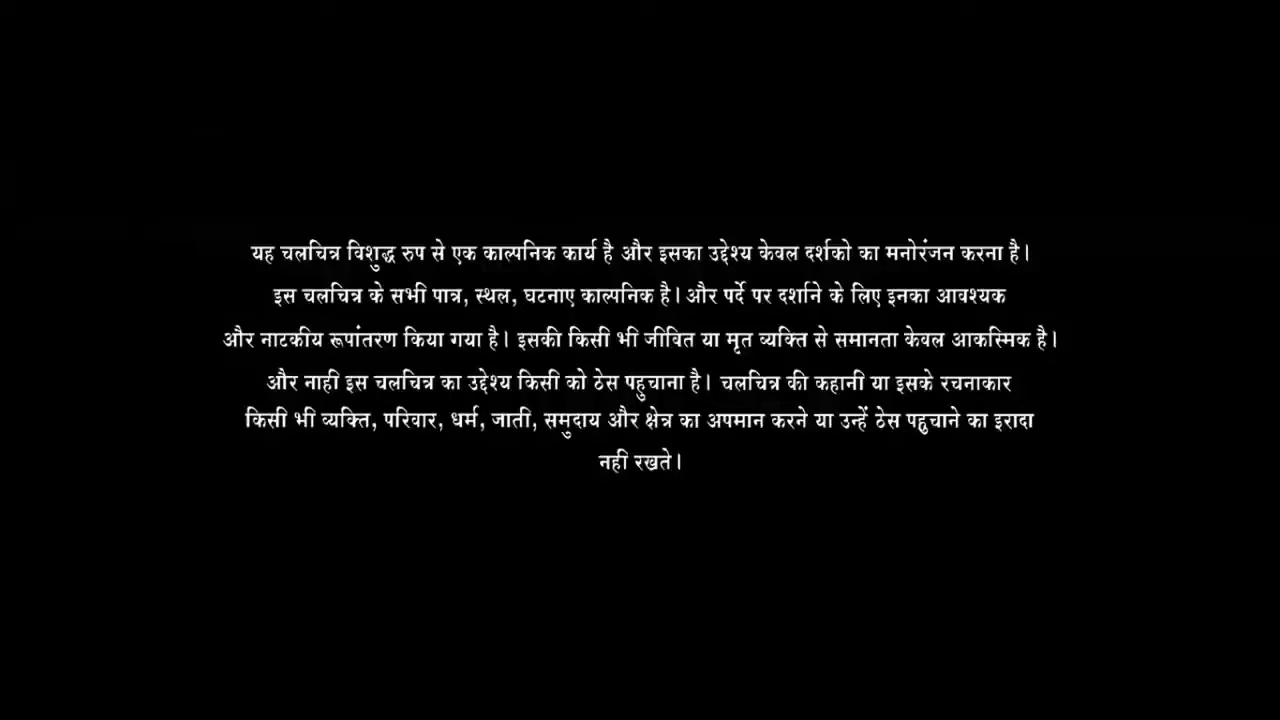 यह चलचित्र विशुद्ध रुप से एक काल्पनिक कार्य है और इसका उद्देश्य केवल दर्शको का मनोरंजन करना है।
इस चलचित्र के सभी पात्र, स्थल, घटनाए काल्पनिक है। और पर्दे पर दर्शाने के लिए इनका आवश्यक
और नाटकीय रूपांतरण किया गया है। इसकी किसी भी जीवित या मृत व्यक्ति से समानता केवल आकस्मिक है।
और नाही इस चलचित्र का उद्देश्य किसी को ठेस पहुचाना है। चलचित्र की कहानी या इसके रचनाकार
किसी भी व्यक्ति, परिवार, धर्म, जाती, समुदाय और क्षेत्र का अपमान करने या उन्हें ठेस पहुचाने का इरादा
नही रखते।